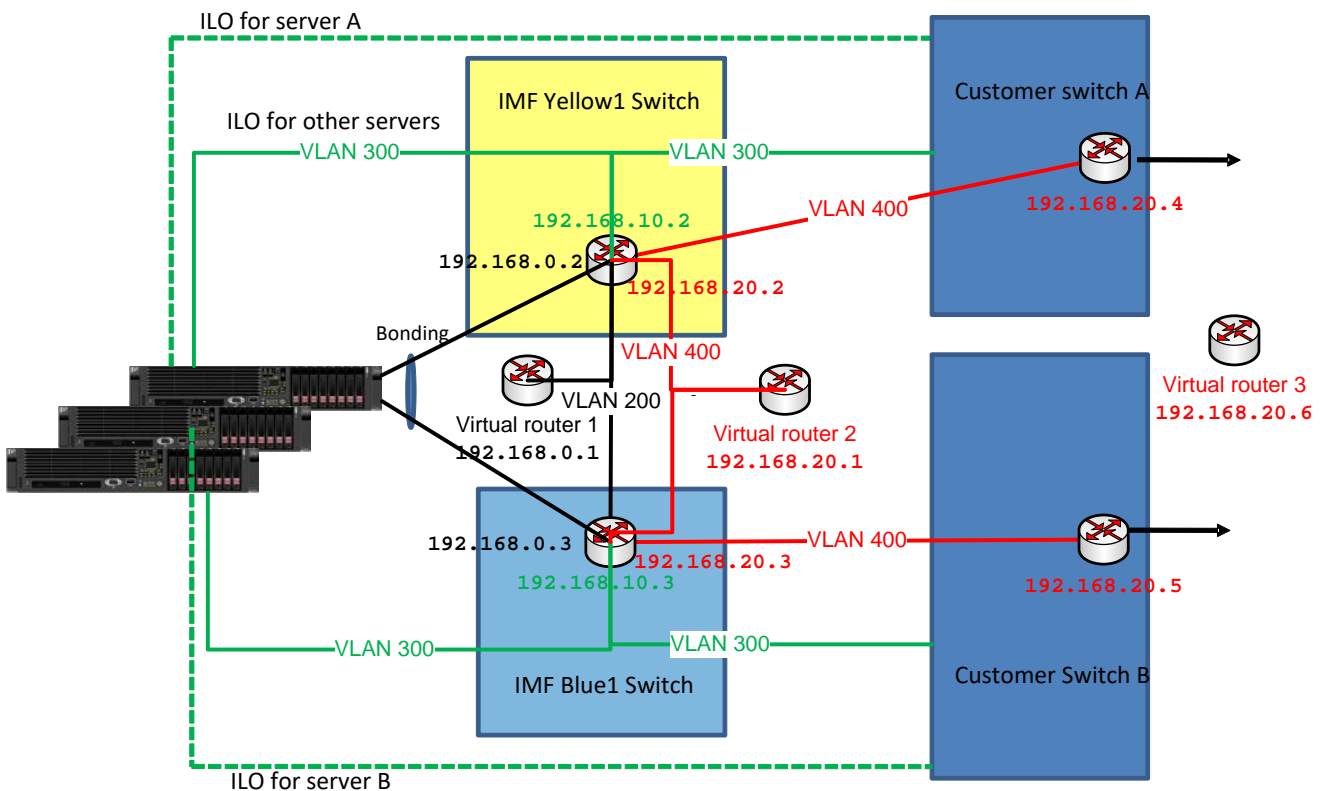 ILO for server A
Customer switch A
IMF Yellow1 Switch
ILO for other servers
VLAN 300
VLAN 300
VLAN 400
192.168.20.4
192.168.10.2
192.168.0.2
192.168.20.2
Bonding
VLAN 400
VLAN 200
-
Virtual router 1
192.168.0.1
Virtual router 2
192.168.20.1
Virtual router 3
192.168.20.6
192.168.0.3
192.168.20.3
192.168.10.3
VLAN 400
192.168.20.5
VLAN 300
VLAN 300
IMF Blue1 Switch
Customer Switch B
ILO for server B